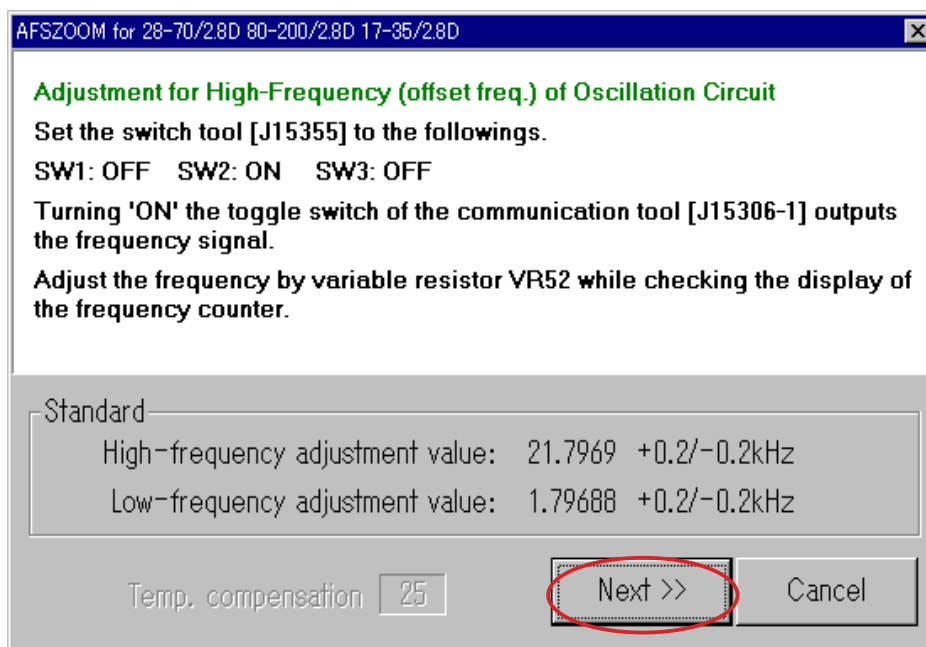 AFSZOOM for 28-70/2.8D 80-200/2.8D 17-35/2.8D
Adjustment for High-Frequency (offset freq.) of Oscillation Circuit
Set the switch tool [J15355] to the followings.
SW1: OFF SW2: ON SW3: OFF
Turning 'ON' the toggle switch of the communication tool [J15306-1] outputs
the frequency signal.
Adjust the frequency by variable resistor VR52 while checking the display of
the frequency counter.
Standard
High-frequency adjustment value: 21.7969 +0.2/-0.2kHz
Low-frequency adjustment value: 1.79688 +0.2/-0.2kHz
Temp. compensation 25 Next >> Cancel